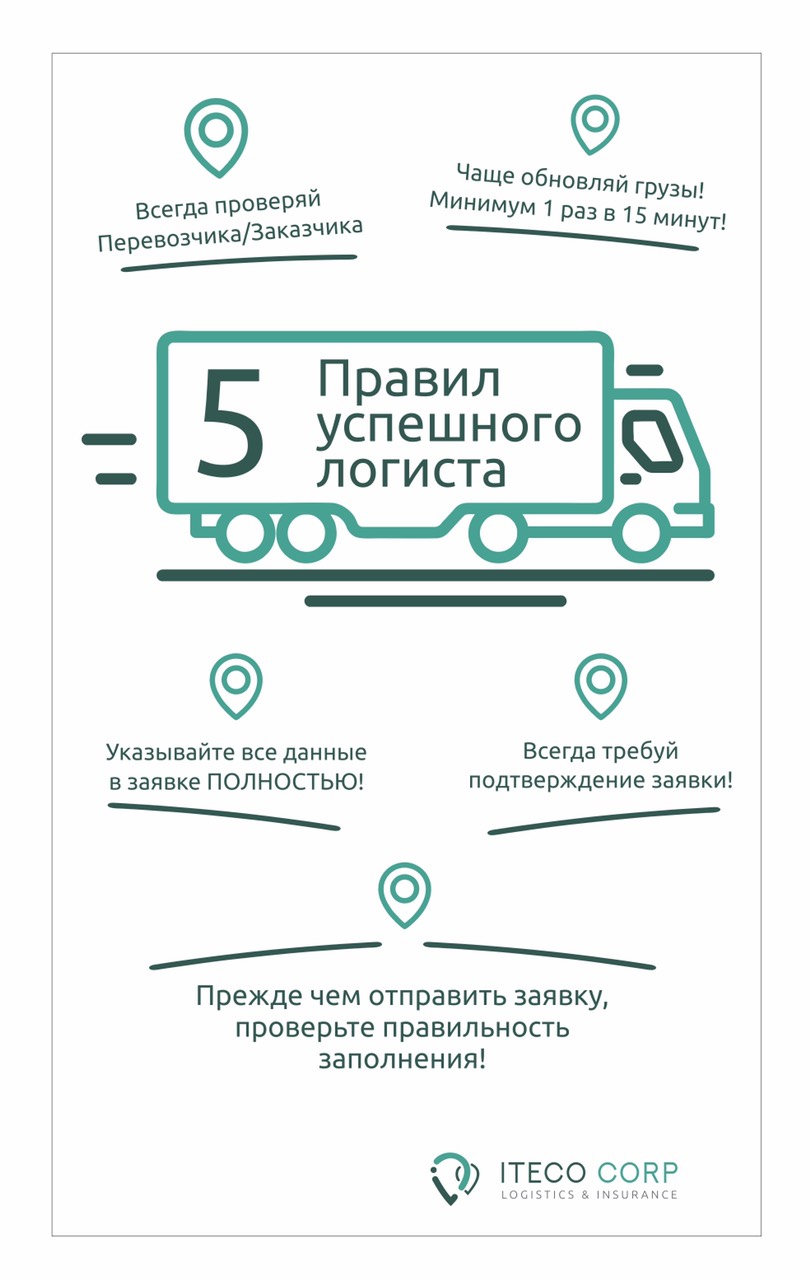 Всегда проверяй
Перевозчика/Заказчика
Чаще обновляй грузы!
Минимум 1 раз в 15 минут!
5
Правил
успешного
логиста
Указывайте все данные
в заявке ПОЛНОСТЬЮ!
Всегда требуй
подтверждение заявки!
Прежде чем отправить заявку,
проверьте правильность
заполнения!
ITECO CORP
LOGISTICS & INSURANCE